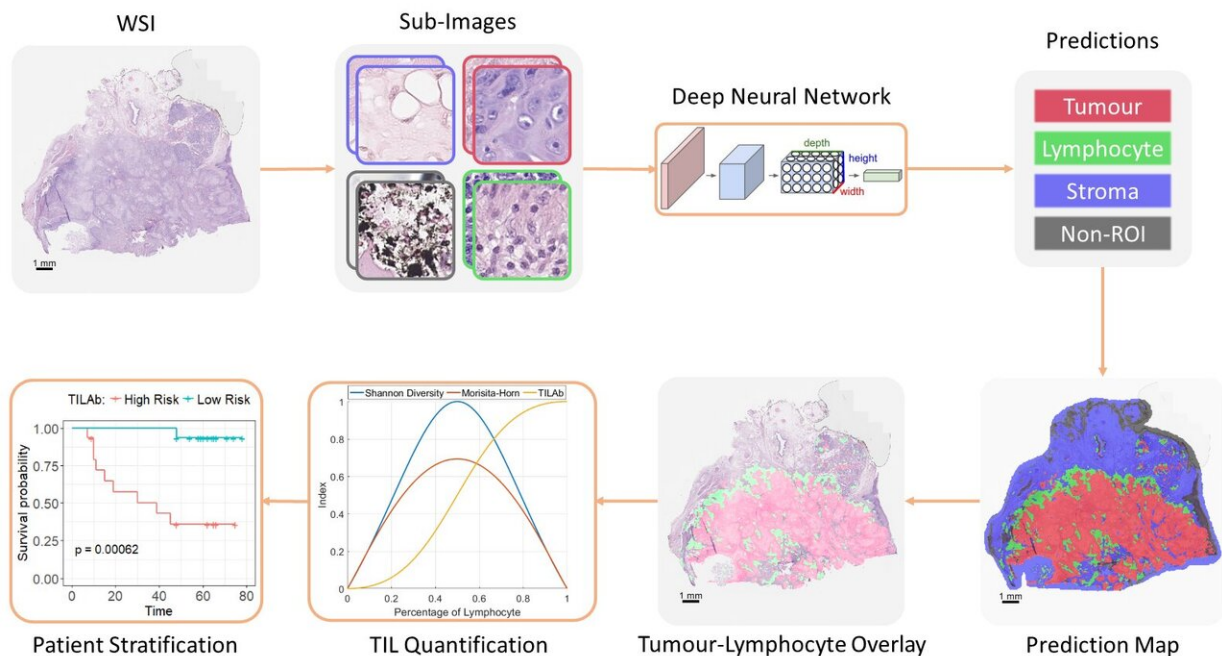 WSI
1 mm
Sub-Images
Deep Neural Network
depth
height
width
Predictions
Tumour
Lymphocyte
Stroma
Non-ROI
TILAb: High Risk Low Risk
1.00
0.75
0.50
0.25
0.00
Survival probability
p = 0.00062
0 20 40 60 80
Time
Patient Stratification
Shannon Diversity Morisita-Horn TILAb
1
0.8
0.6
0.4
0.2
0
Index
0 0.2 0.4 0.6 0.8 1
Percentage of Lymphocyte
TIL Quantification
1 mm
Tumour-Lymphocyte Overlay
1 mm
Prediction Map